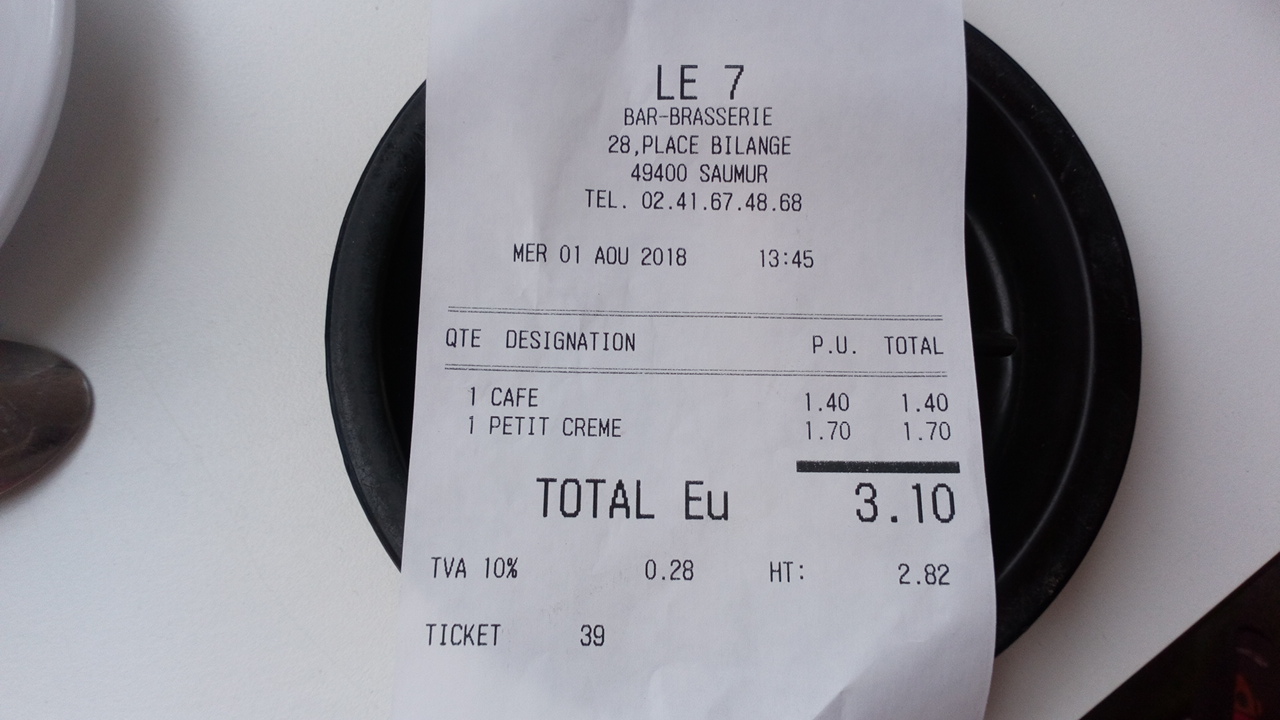 LE 7
BAR-BRASSERIE
28,PLACE BILANGE
49400 SAUMUR
TEL. 02.41.67.48.68
MER 01 AOU 2018 13:45
QTE DESIGNATION P.U. TOTAL
1 CAFE 1.40 1.40
1 PETIT CREME 1.70 1.70
TOTAL Eu 3.10
TVA 10% 0.28 HT: 2.82
TICKET 39